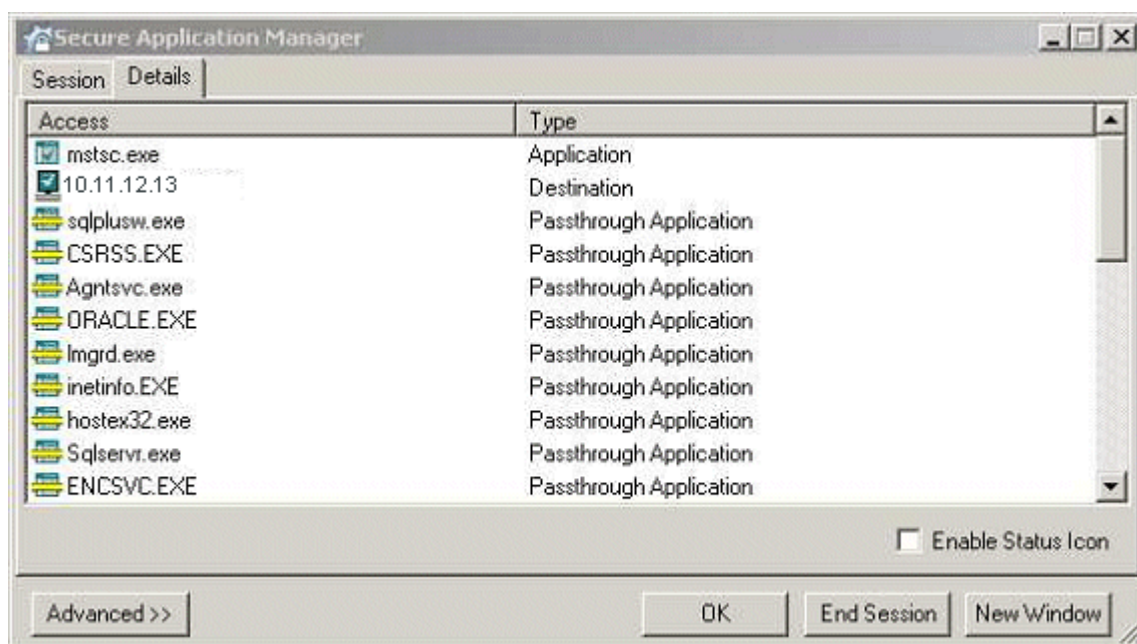 Secure Application Manager
Session Details
Access Type
mstsc.exe Application
10.11.12.13 Destination
sqlplusw.exe Passthrough Application
CSRSS.EXE Passthrough Application
Agntsvc.exe Passthrough Application
ORACLE.EXE Passthrough Application
lmgrd.exe Passthrough Application
inetinfo.EXE Passthrough Application
hostex32.exe Passthrough Application
Sqlservr.exe Passthrough Application
ENCSVC.EXE Passthrough Application
Enable Status Icon
Advanced >> OK End Session New Window